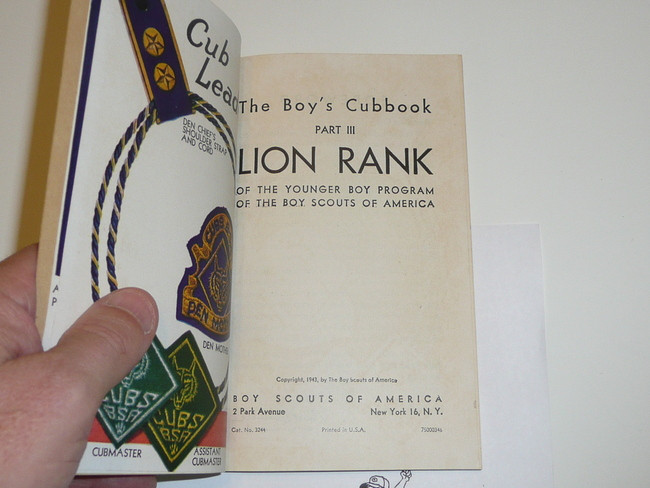 Cub
DEN CHIEF'S
SHOULDER STRAP
AND CORD
CUBS
DEN
DEN
CUBS
BSA
CUBS
BSA
CUBMASTER
ASSISTANT
CUBMASTER
The Boy's Cubbook
PART III
LION RANK
OF THE YOUNGER BOY PROGRAM
OF THE BOY SCOUTS OF AMERICA
Copyright, 1943, by The Boy Scouts of America
BOY SCOUTS OF AMERICA
2 Park Avenue New York 16, N. Y.
Cat. No. 3244 Printed in U.S.A.